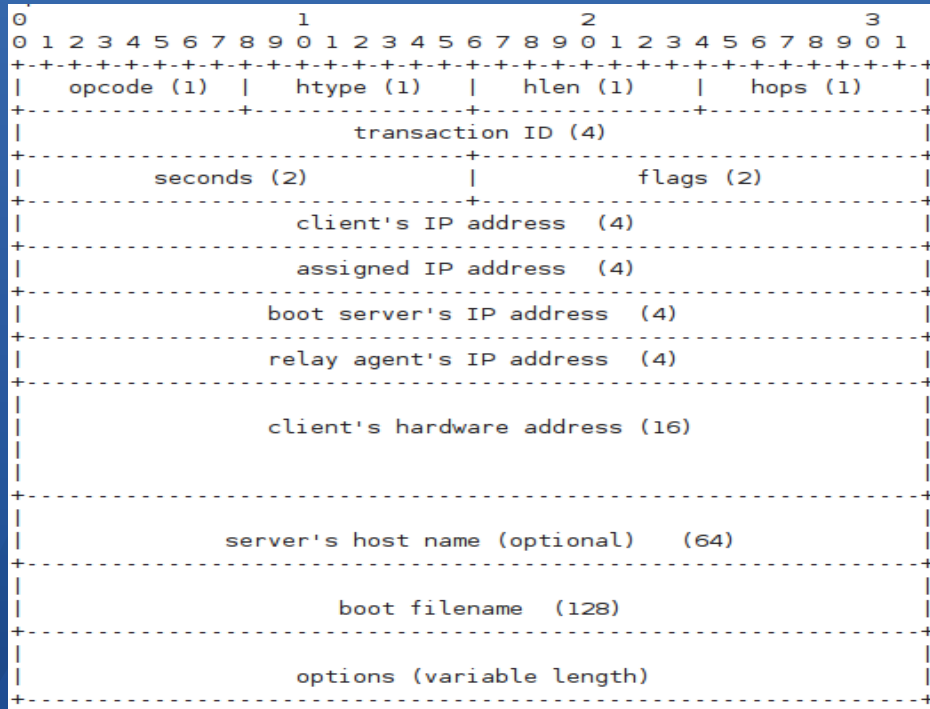 0                   1                   2                   3
0 1 2 3 4 5 6 7 8 9 0 1 2 3 4 5 6 7 8 9 0 1 2 3 4 5 6 7 8 9 0 1
+-+-+-+-+-+-+-+-+-+-+-+-+-+-+-+-+-+-+-+-+-+-+-+-+-+-+-+-+-+-+-+-+
| opcode (1) | htype (1) | hlen (1) | hops (1) |
+---------------+---------------+---------------+---------------+
| transaction ID (4) |
+-------------------------------+-------------------------------+
| seconds (2) | flags (2) |
+-------------------------------+-------------------------------+
| client's IP address (4) |
+---------------------------------------------------------------+
| assigned IP address (4) |
+---------------------------------------------------------------+
| boot server's IP address (4) |
+---------------------------------------------------------------+
| relay agent's IP address (4) |
+---------------------------------------------------------------+
| |
| client's hardware address (16) |
| |
| |
+---------------------------------------------------------------+
| |
| server's host name (optional) (64) |
+---------------------------------------------------------------+
| |
| boot filename (128) |
+---------------------------------------------------------------+
| |
| options (variable length) |
+---------------------------------------------------------------+